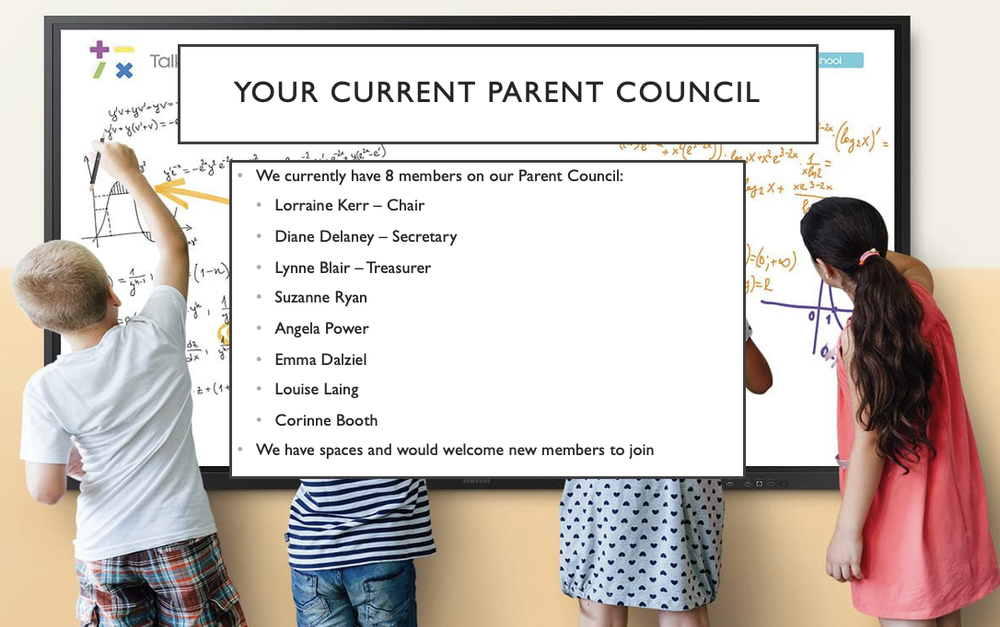 Talk
hool
YOUR CURRENT PARENT COUNCIL
We currently have 8 members on our Parent Council:
Lorraine Kerr – Chair
Diane Delaney – Secretary
Lynne Blair – Treasurer
Suzanne Ryan
Angela Power
Emma Dalziel
Louise Laing
Corinne Booth
We have spaces and would welcome new members to join
SAMSUNG